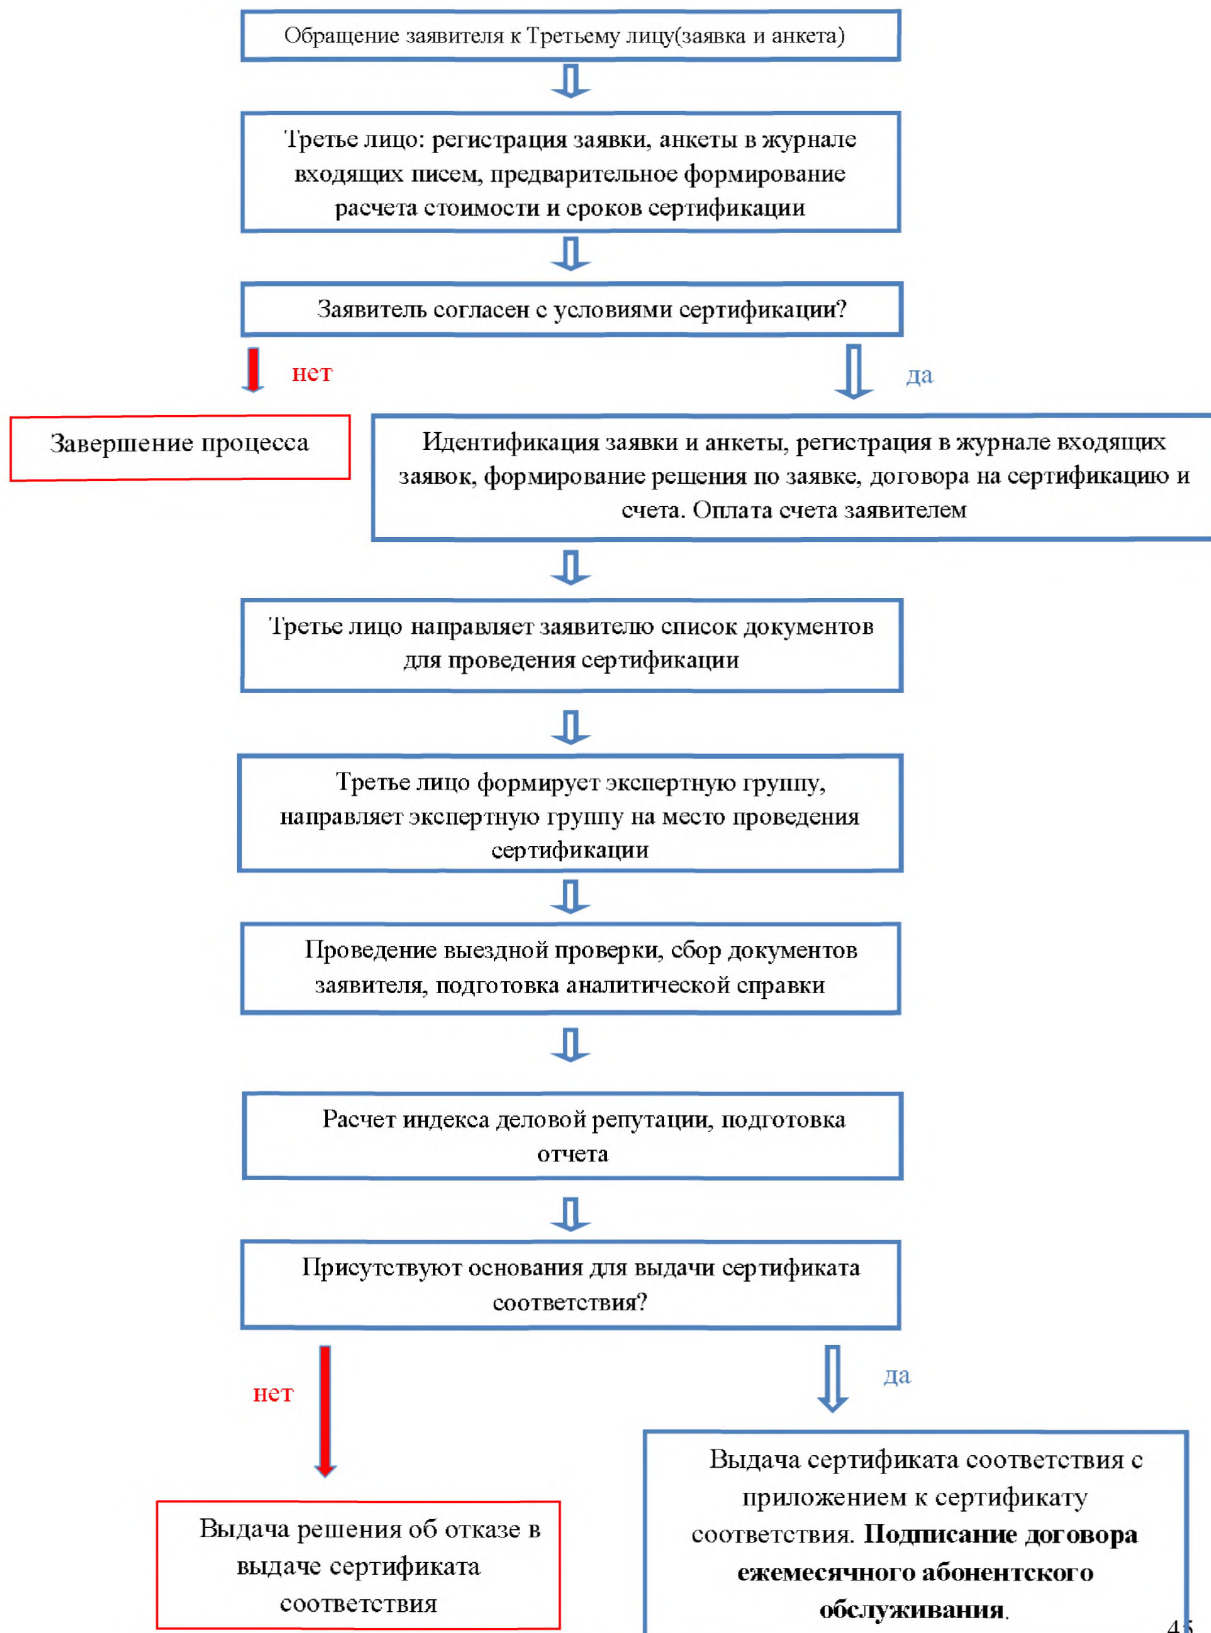 Обращение заявителя к Третьему лицу(заявка и анкета)
Третье лицо: регистрация заявки, анкеты в журнале
входящих писем, предварительное формирование
расчета стоимости и сроков сертификации
Заявитель согласен с условиями сертификации?
нет
да
Завершение процесса
Идентификация заявки и анкеты, регистрация в журнале входящих
заявок, формирование решения по заявке, договора на сертификацию и
счета. Оплата счета заявителем
Третье лицо направляет заявителю список документов
для проведения сертификации
Третье лицо формирует экспертную группу,
направляет экспертную группу на место проведения
сертификации
Проведение выездной проверки, сбор документов
заявителя, подготовка аналитической справки
Расчет индекса деловой репутации, подготовка
отчета
Присутствуют основания для выдачи сертификата
соответствия?
нет
да
Выдача решения об отказе в
выдаче сертификата
соответствия
Выдача сертификата соответствия с
приложением к сертификату
соответствия. Подписание договора
ежемесячного абонентского
обслуживания.
45